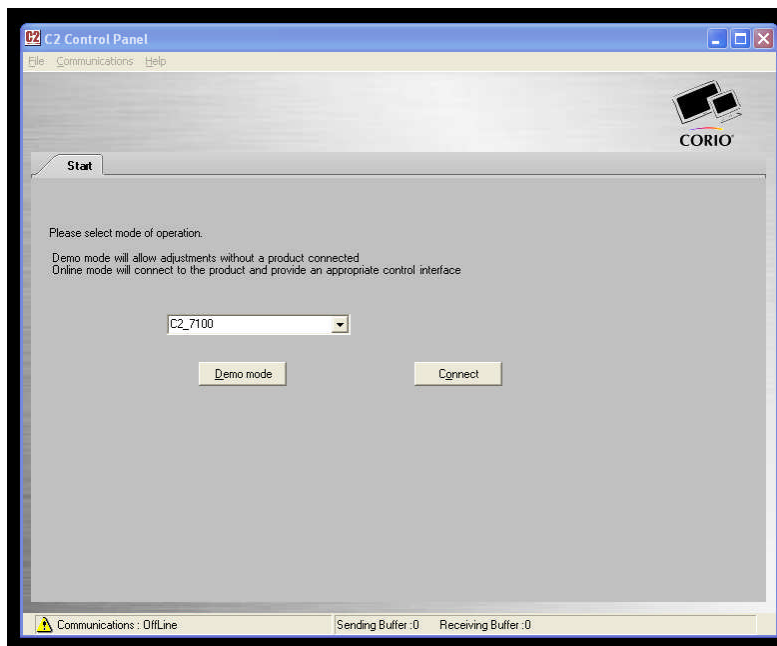 C2 C2 Control Panel
File Communications Help
CORIO
Start
Please select mode of operation.
Demo mode will allow adjustments without a product connected
Online mode will connect to the product and provide an appropriate control interface
C2_7100
Demo mode Connect
Communications : OffLine Sending Buffer :0 Receiving Buffer :0